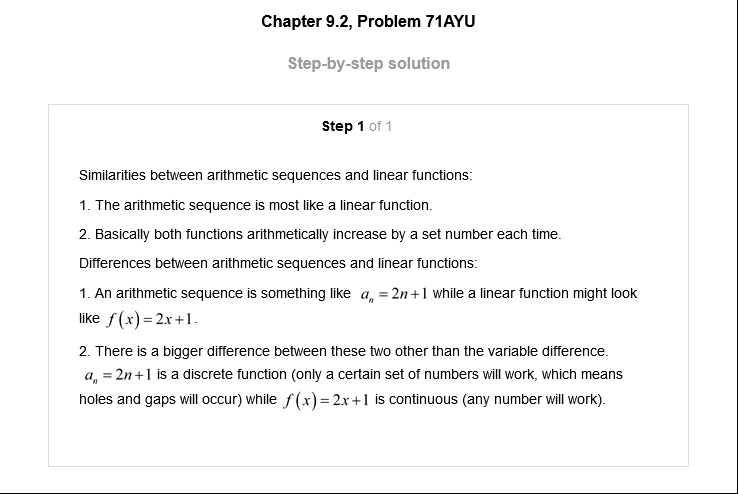 Chapter 9.2, Problem 71AYU
Step-by-step solution
Step 1 of 1
Similarities between arithmetic sequences and linear functions:
1. The arithmetic sequence is most like a linear function.
2. Basically both functions arithmetically increase by a set number each time.
Differences between arithmetic sequences and linear functions:
1. An arithmetic sequence is something like aₙ = 2n+1 while a linear function might look
like f(x) = 2x+1.
2. There is a bigger difference between these two other than the variable difference.
aₙ = 2n+1 is a discrete function (only a certain set of numbers will work, which means
holes and gaps will occur) while f(x) = 2x+1 is continuous (any number will work).